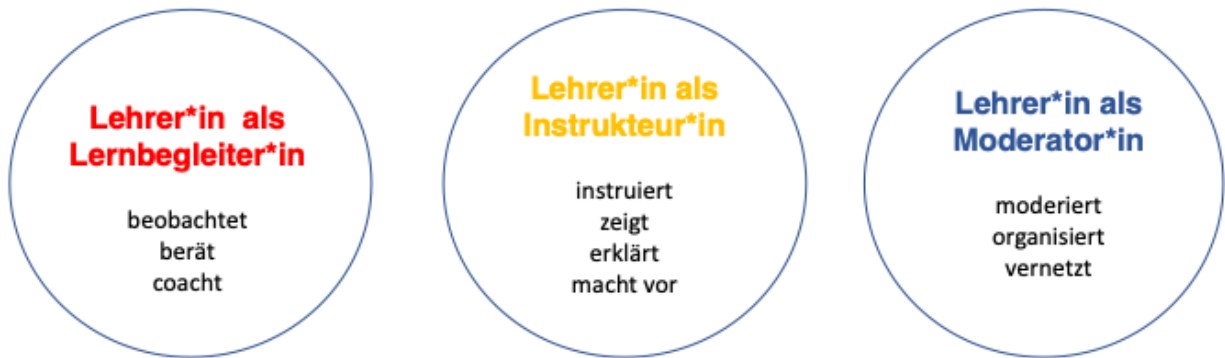 Lehrer*in als
Lernbegleiter*in
beobachtet
berät
coacht
Lehrer*in als
Instrukteur*in
instruiert
zeigt
erklärt
macht vor
Lehrer*in als
Moderator*in
moderiert
organisiert
vernetzt